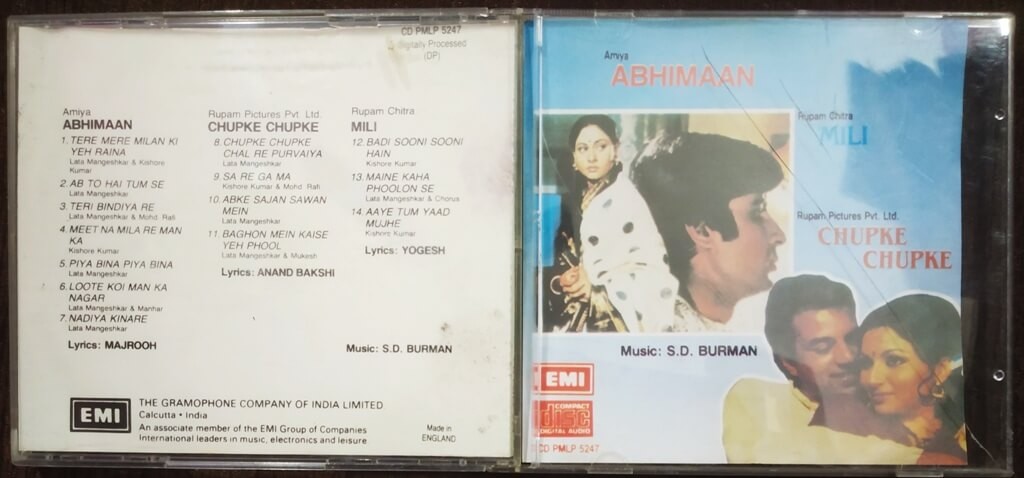 CD PMLP 5247
Digitally Processed
(DP)
Amiya
ABHIMAAN
1. TERE MERE MILAN KI
YEH RAINA
Lata Mangeshkar & Kishore
Kumar
2. AB TO HAI TUM SE
Lata Mangeshkar
3. TERI BINDIYA RE
Lata Mangeshkar & Mohd. Rafi
4. MEET NA MILA RE MAN
KA
Kishore Kumar
5. PIYA BINA PIYA BINA
Lata Mangeshkar
6. LOOTE KOI MAN KA
NAGAR
Lata Mangeshkar & Manhar
7. NADIYA KINARE
Lata Mangeshkar
Lyrics: MAJROOH
Rupam Pictures Pvt. Ltd.
CHUPKE CHUPKE
8. CHUPKE CHUPKE
CHAL RE PURVAIYA
Lata Mangeshkar
9. SA RE GA MA
Kishore Kumar & Mohd. Rafi
10. ABKE SAJAN SAWAN
MEIN
Lata Mangeshkar
11. BAGHON MEIN KAISE
YEH PHOOL
Lata Mangeshkar & Mukesh
Lyrics: ANAND BAKSHI
Rupam Chitra
MILI
12. BADI SOONI SOONI
HAIN
Kishore Kumar
13. MAINE KAHA
PHOOLON SE
Lata Mangeshkar & Chorus
14. AAYE TUM YAAD
MUJHE
Kishore Kumar
Lyrics: YOGESH
Music: S.D. BURMAN
EMI
THE GRAMOPHONE COMPANY OF INDIA LIMITED
Calcutta • India
An associate member of the EMI Group of Companies
International leaders in music, electronics and leisure
Made in
ENGLAND
Amiya
ABHIMAAN
Rupam Chitra
MILI
Rupam Pictures Pvt. Ltd.
CHUPKE
CHUPKE
Music: S.D. BURMAN
EMI
COMPACT
disc
DIGITAL AUDIO
CD PMLP 5247